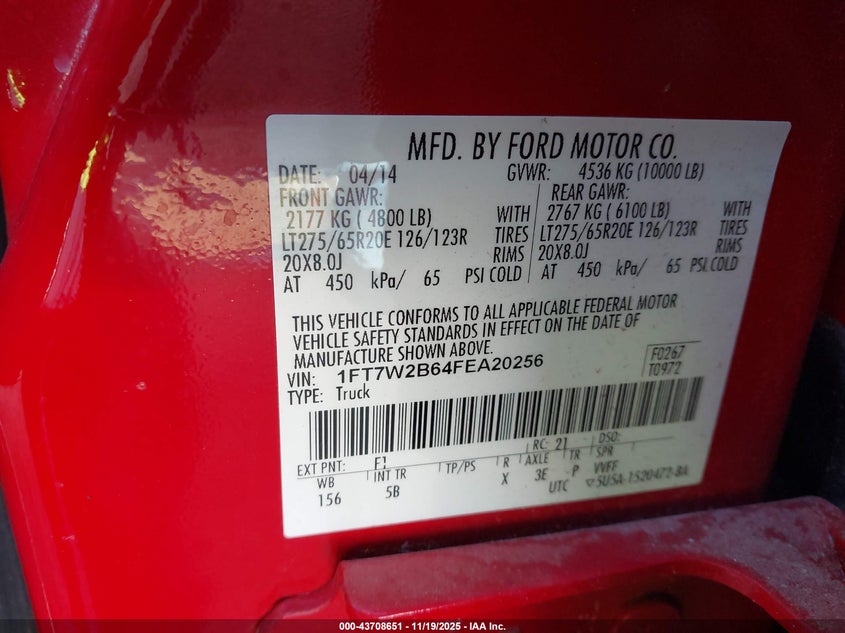 MFD. BY FORD MOTOR CO.
DATE: 04/14 GVWR: 4536 KG (10000 LB)
FRONT GAWR: REAR GAWR:
2177 KG ( 4800 LB) WITH 2767 KG ( 6100 LB) WITH
LT275/65R20E 126/123R TIRES LT275/65R20E 126/123R TIRES
20X8.0J RIMS 20X8.0J RIMS
AT 450 kPa/ 65 PSI COLD AT 450 kPa/ 65 PSI COLD
THIS VEHICLE CONFORMS TO ALL APPLICABLE FEDERAL MOTOR
VEHICLE SAFETY STANDARDS IN EFFECT ON THE DATE OF
MANUFACTURE SHOWN ABOVE.
VIN: 1FT7W2B64FEA20256
TYPE: Truck
F0267
T0972
EXT PNT: F1 RC: 21 DSO:
WB INT TR TP/PS R AXLE TR SPR
156 5B X 3E P VVFF
UTC ▽5U5A-1520472-BA
000-43708651 - 11/19/2025 - IAA Inc.